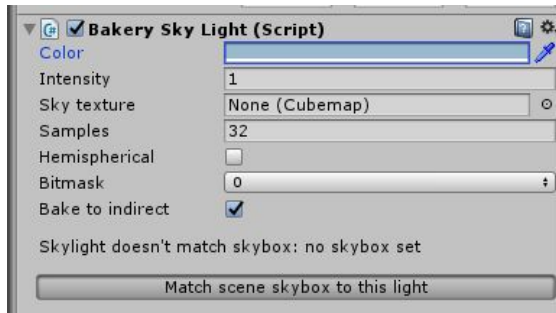 Bakery Sky Light (Script)
Color
Intensity 1
Sky texture None (Cubemap)
Samples 32
Hemispherical
Bitmask 0
Bake to indirect
Skylight doesn't match skybox: no skybox set
Match scene skybox to this light